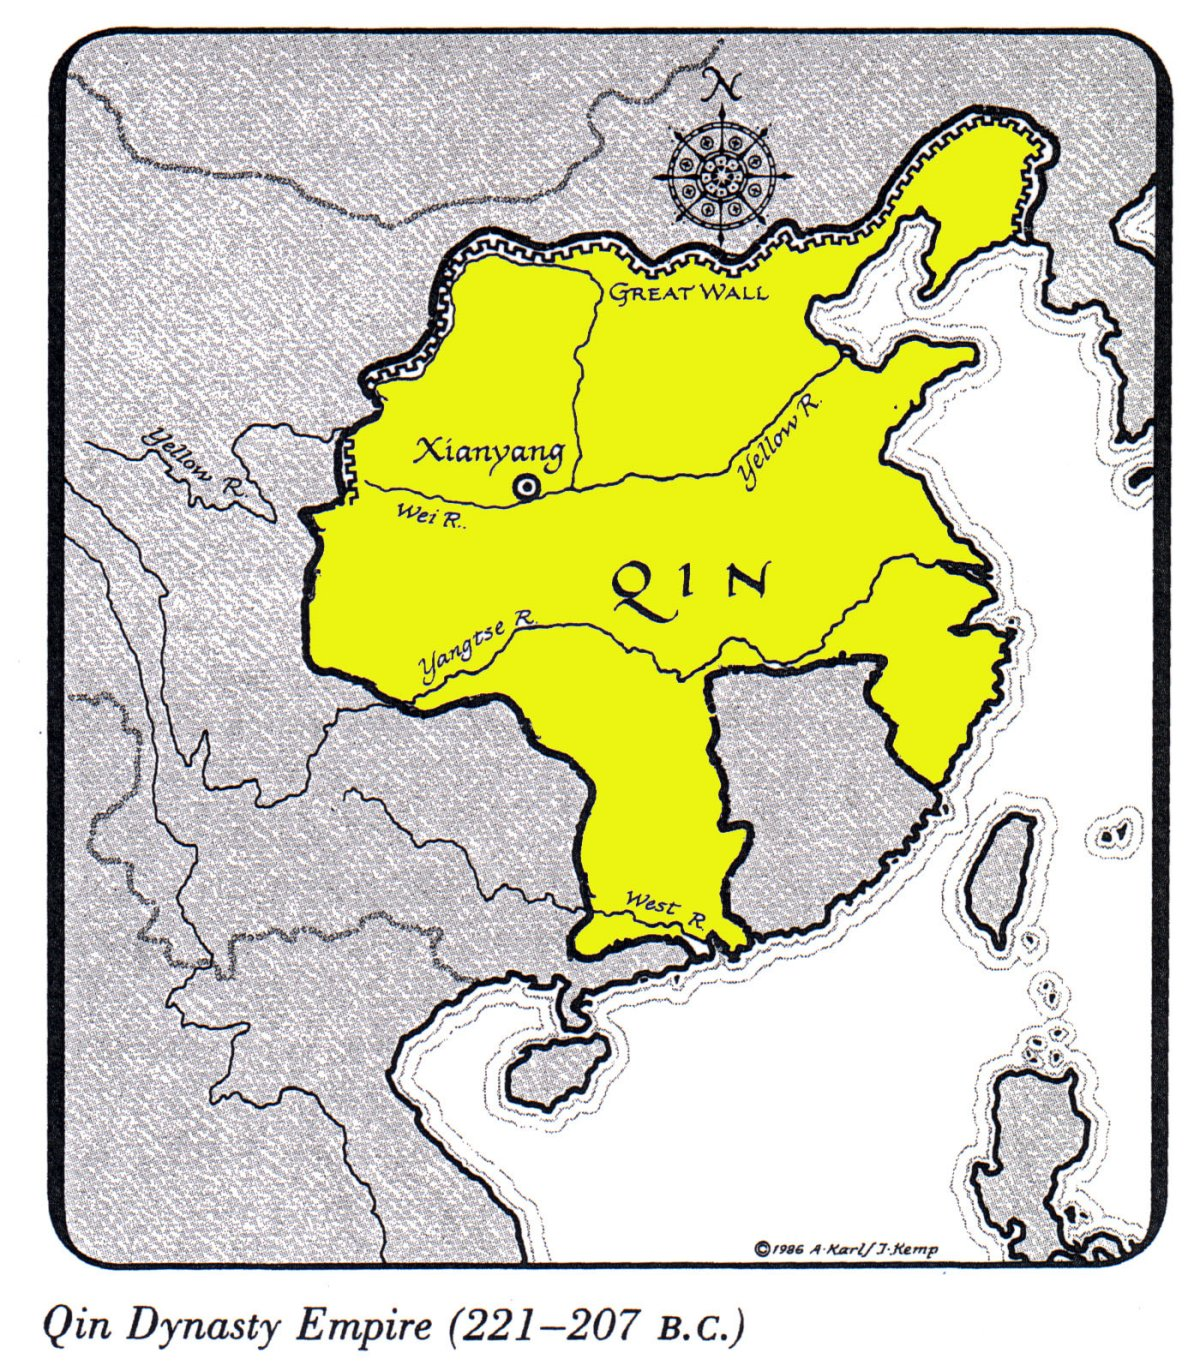 N
GREAT WALL
Yellow R.
Xianyang
Yellow R.
Wei R..
QIN
Yangtse R.
West R.
©1986 A·Karl/J·Kemp
Qin Dynasty Empire (221–207 B.C.)